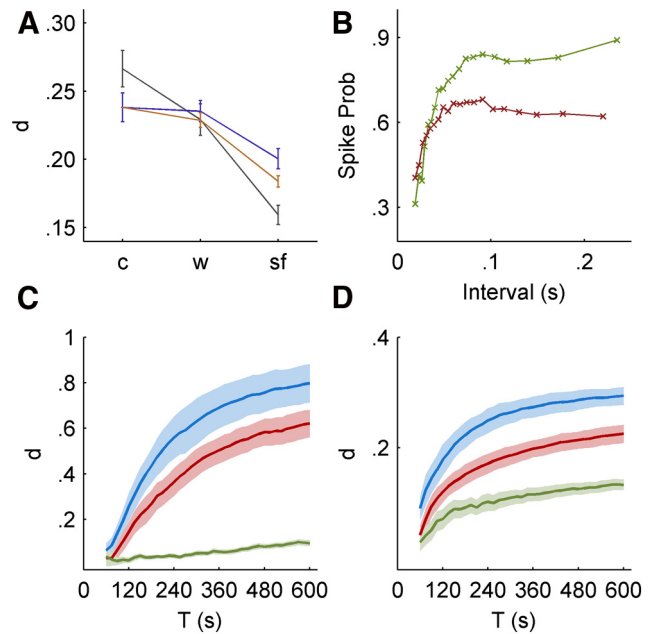 A
.30
.25
.20
.15
d
c w sf
B
.9
.6
.3
Spike Prob
0 .1 .2
Interval (s)
C
1
.8
.6
.4
.2
d
0 120 240 360 480 600
T (s)
D
.4
.2
d
0 120 240 360 480 600
T (s)